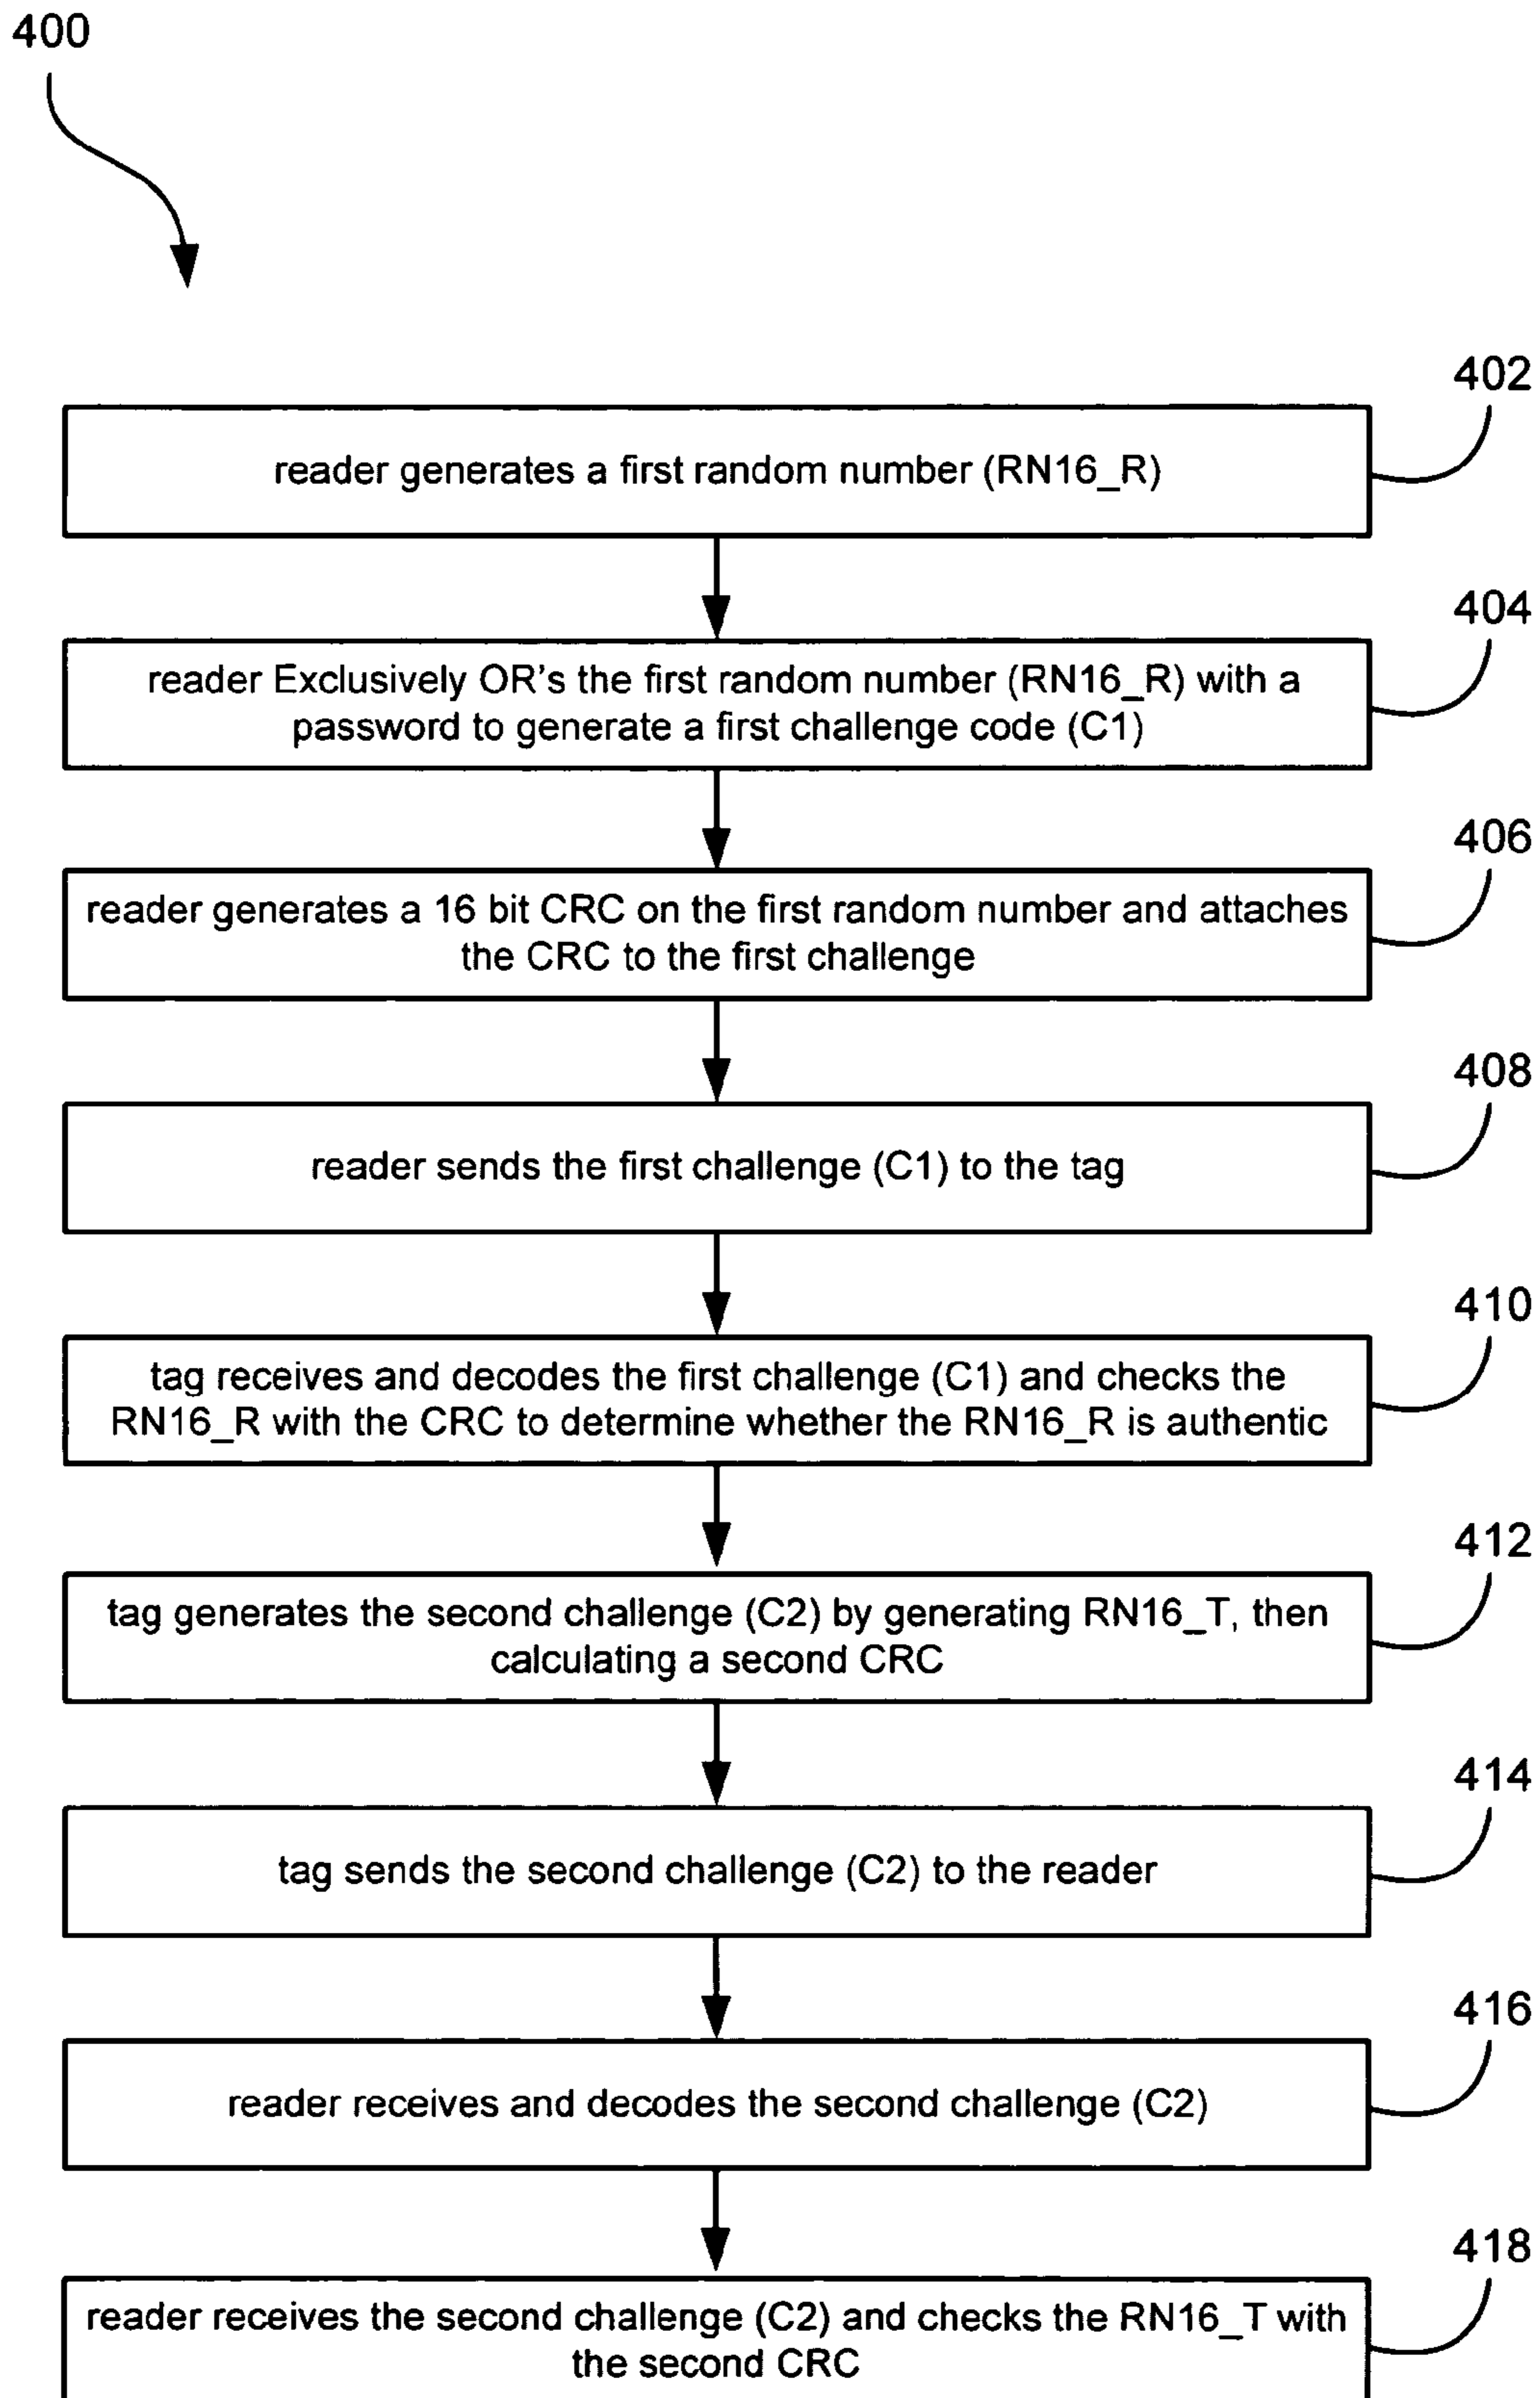 400
402
reader generates a first random number (RN16_R)
404
reader Exclusively OR's the first random number (RN16_R) with a
password to generate a first challenge code (C1)
406
reader generates a 16 bit CRC on the first random number and attaches
the CRC to the first challenge
408
reader sends the first challenge (C1) to the tag
410
tag receives and decodes the first challenge (C1) and checks the
RN16_R with the CRC to determine whether the RN16_R is authentic
412
tag generates the second challenge (C2) by generating RN16_T, then
calculating a second CRC
414
tag sends the second challenge (C2) to the reader
416
reader receives and decodes the second challenge (C2)
418
reader receives the second challenge (C2) and checks the RN16_T with
the second CRC